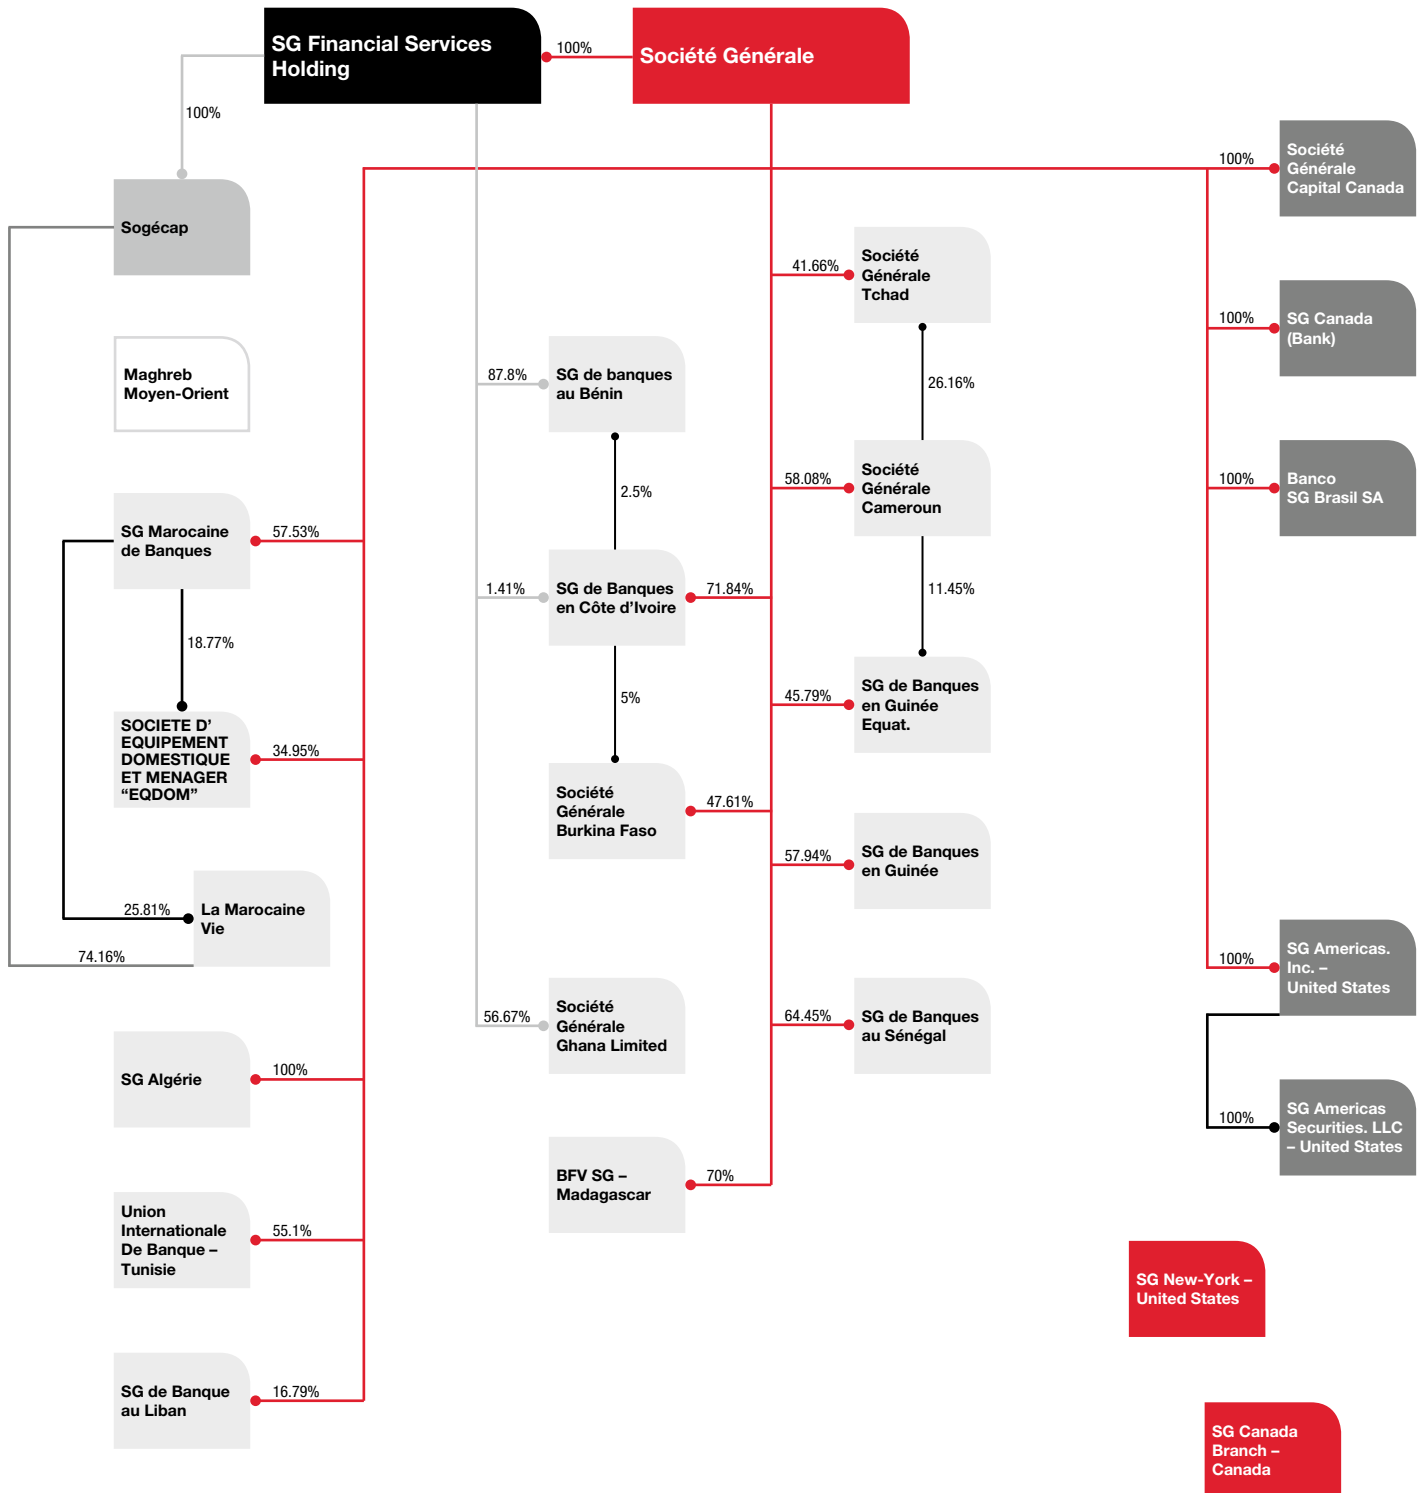 SG Financial Services
Holding
100%
Société Générale
100%
Sogécap
Maghreb
Moyen-Orient
SG Marocaine
de Banques
57.53%
18.77%
SOCIETE D’
EQUIPEMENT
DOMESTIQUE
ET MENAGER
“EQDOM”
34.95%
25.81%
La Marocaine
Vie
74.16%
SG Algérie
100%
Union
Internationale
De Banque –
Tunisie
55.1%
SG de Banque
au Liban
16.79%
87.8%
SG de banques
au Bénin
2.5%
1.41%
SG de Banques
en Côte d’Ivoire
71.84%
5%
Société
Générale
Burkina Faso
47.61%
56.67%
Société
Générale
Ghana Limited
BFV SG –
Madagascar
70%
41.66%
Société
Générale
Tchad
26.16%
58.08%
Société
Générale
Cameroun
11.45%
45.79%
SG de Banques
en Guinée
Equat.
57.94%
SG de Banques
en Guinée
64.45%
SG de Banques
au Sénégal
100%
Société
Générale
Capital Canada
100%
SG Canada
(Bank)
100%
Banco
SG Brasil SA
100%
SG Americas.
Inc. –
United States
100%
SG Americas
Securities. LLC
– United States
SG New-York –
United States
SG Canada
Branch –
Canada